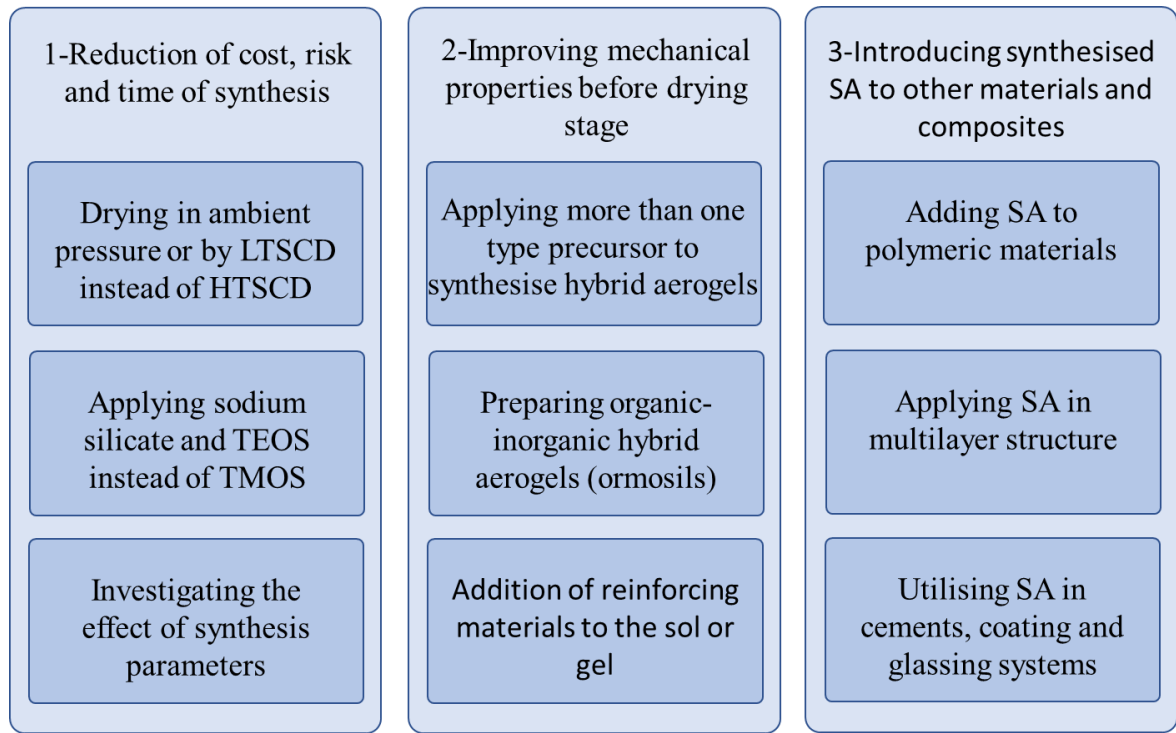 1-Reduction of cost, risk
and time of synthesis
Drying in ambient
pressure or by LTSCD
instead of HTSCD
Applying sodium
silicate and TEOS
instead of TMOS
Investigating the
effect of synthesis
parameters
2-Improving mechanical
properties before drying
stage
Applying more than one
type precursor to
synthesise hybrid aerogels
Preparing organic-
inorganic hybrid
aerogels (ormosils)
Addition of reinforcing
materials to the sol or
gel
3-Introducing synthesised
SA to other materials and
composites
Adding SA to
polymeric materials
Applying SA in
multilayer structure
Utilising SA in
cements, coating and
glassing systems